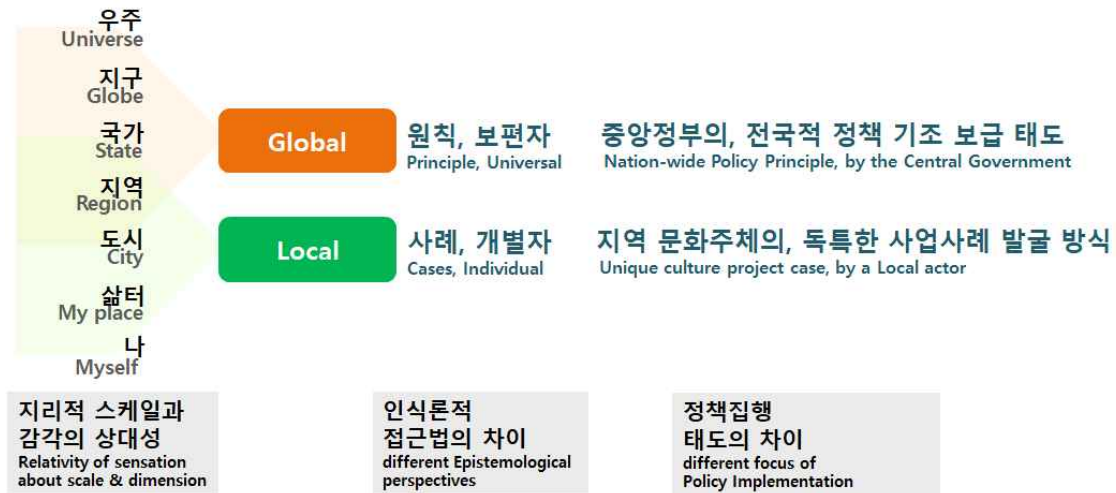 우주
Universe
지구
Globe
국가
State
지역
Region
도시
City
삶터
My place
나
Myself
Global
원칙, 보편자
Principle, Universal
중앙정부의, 전국적 정책 기조 보급 태도
Nation-wide Policy Principle, by the Central Government
Local
사례, 개별자
Cases, Individual
지역 문화주체의, 독특한 사업사례 발굴 방식
Unique culture project case, by a Local actor
지리적 스케일과
감각의 상대성
Relativity of sensation
about scale & dimension
인식론적
접근법의 차이
different Epistemological
perspectives
정책집행
태도의 차이
different focus of
Policy Implementation